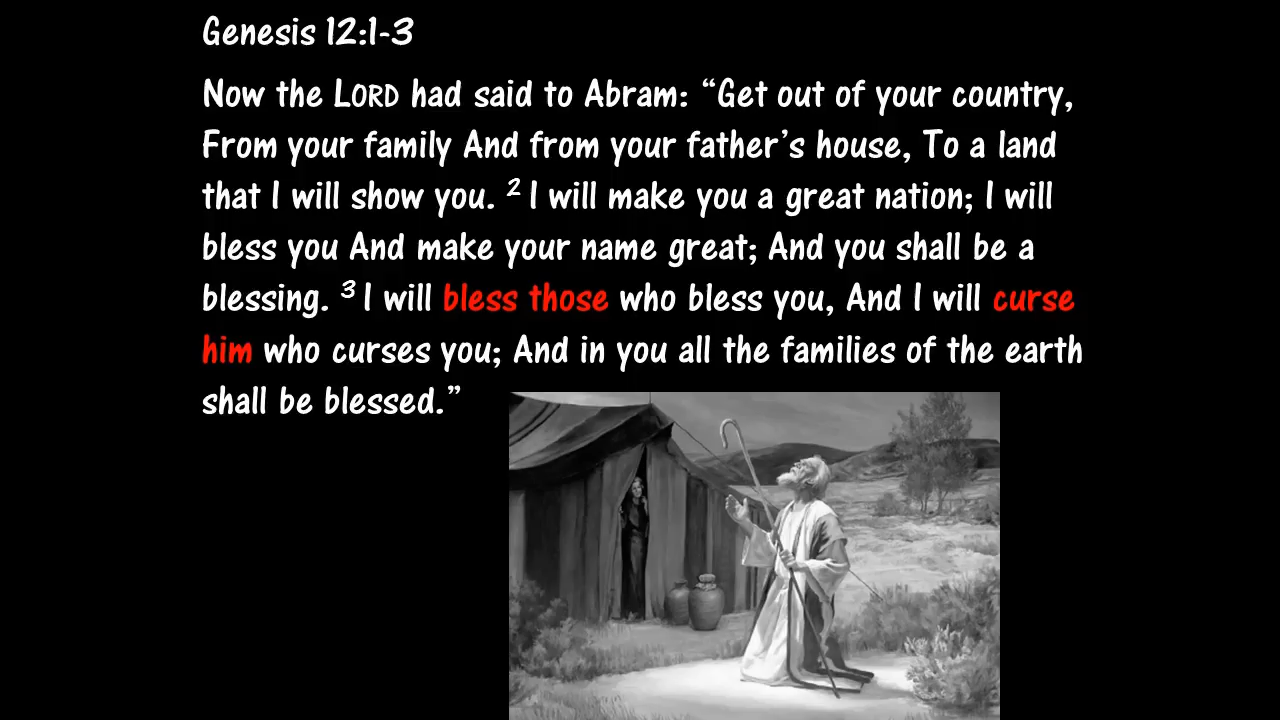 Genesis 12:1-3
Now the LORD had said to Abram: “Get out of your country,
From your family And from your father’s house, To a land
that I will show you. ² I will make you a great nation; I will
bless you And make your name great; And you shall be a
blessing. ³ I will bless those who bless you, And I will curse
him who curses you; And in you all the families of the earth
shall be blessed.”